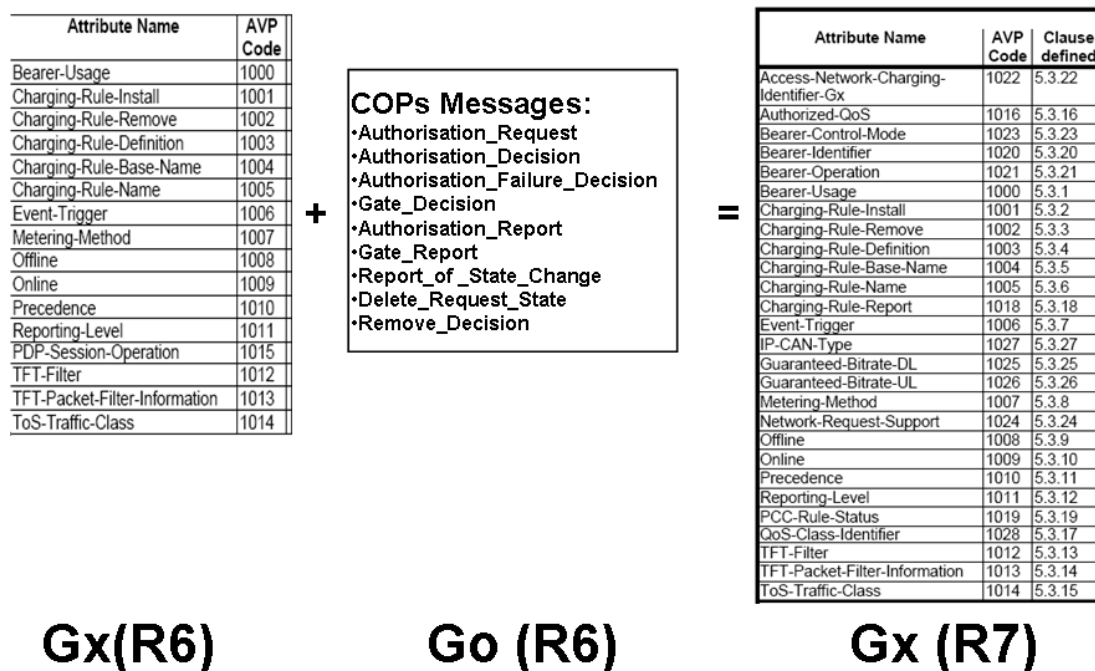 Attribute Name AVP Code
Bearer-Usage 1000
Charging-Rule-Install 1001
Charging-Rule-Remove 1002
Charging-Rule-Definition 1003
Charging-Rule-Base-Name 1004
Charging-Rule-Name 1005
Event-Trigger 1006
Metering-Method 1007
Offline 1008
Online 1009
Precedence 1010
Reporting-Level 1011
PDP-Session-Operation 1015
TFT-Filter 1012
TFT-Packet-Filter-Information 1013
ToS-Traffic-Class 1014
+
COPs Messages:
•Authorisation_Request
•Authorisation_Decision
•Authorisation_Failure_Decision
•Gate_Decision
•Authorisation_Report
•Gate_Report
•Report_of_State_Change
•Delete_Request_State
•Remove_Decision
=
Attribute Name AVP Code Clause defined
Access-Network-Charging-
Identifier-Gx 1022 5.3.22
Authorized-QoS 1016 5.3.16
Bearer-Control-Mode 1023 5.3.23
Bearer-Identifier 1020 5.3.20
Bearer-Operation 1021 5.3.21
Bearer-Usage 1000 5.3.1
Charging-Rule-Install 1001 5.3.2
Charging-Rule-Remove 1002 5.3.3
Charging-Rule-Definition 1003 5.3.4
Charging-Rule-Base-Name 1004 5.3.5
Charging-Rule-Name 1005 5.3.6
Charging-Rule-Report 1018 5.3.18
Event-Trigger 1006 5.3.7
IP-CAN-Type 1027 5.3.27
Guaranteed-Bitrate-DL 1025 5.3.25
Guaranteed-Bitrate-UL 1026 5.3.26
Metering-Method 1007 5.3.8
Network-Request-Support 1024 5.3.24
Offline 1008 5.3.9
Online 1009 5.3.10
Precedence 1010 5.3.11
Reporting-Level 1011 5.3.12
PCC-Rule-Status 1019 5.3.19
QoS-Class-Identifier 1028 5.3.17
TFT-Filter 1012 5.3.13
TFT-Packet-Filter-Information 1013 5.3.14
ToS-Traffic-Class 1014 5.3.15
Gx(R6) Go (R6) Gx (R7)